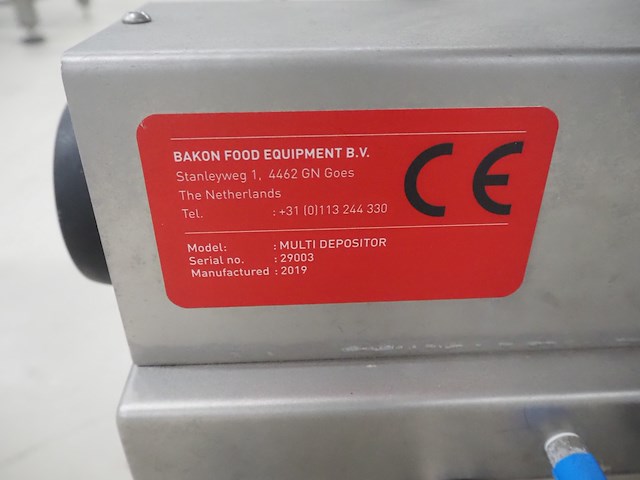 BAKON FOOD EQUIPMENT B.V.
Stanleyweg 1, 4462 GN Goes
The Netherlands
Tel. : +31 (0)113 244 330
CE
Model: : MULTI DEPOSITOR
Serial no. : 29003
Manufactured : 2019